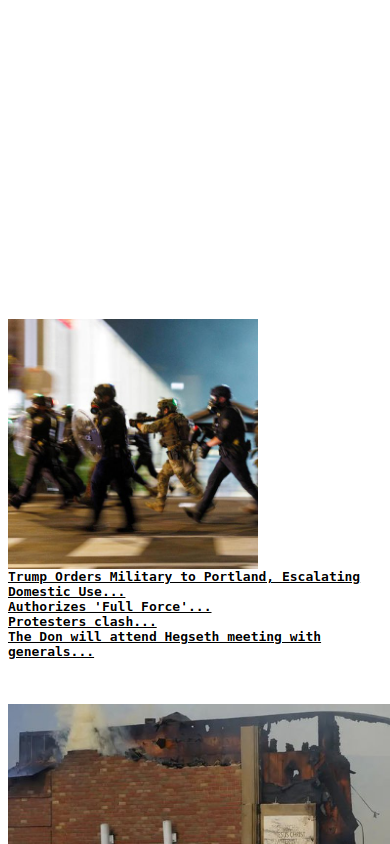 Trump Orders Military to Portland, Escalating
Domestic Use...
Authorizes 'Full Force'...
Protesters clash...
The Don will attend Hegseth meeting with
generals...